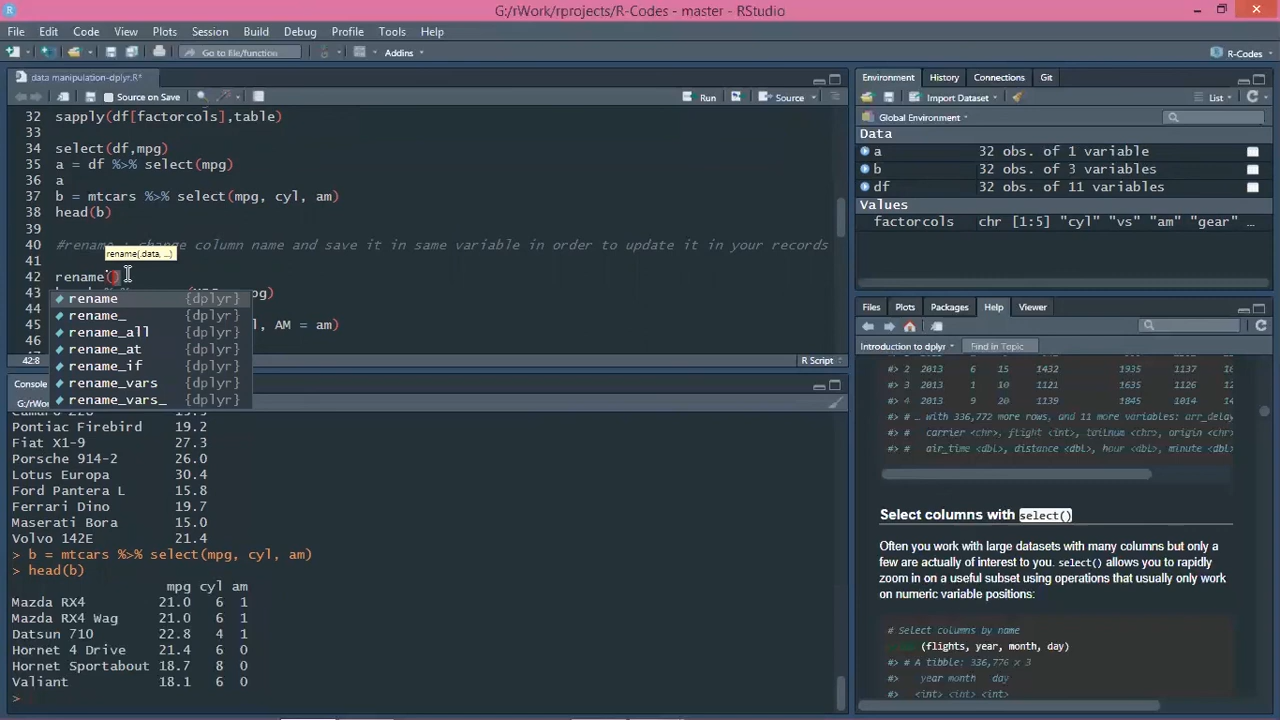 G:/rWork/rprojects/R-Codes - master - RStudio
File Edit Code View Plots Session Build Debug Profile Tools Help
Go to file/function Addins R-Codes
data manipulation-dplyr.R*
Source on Save Run Source
32 sapply(df[factorcols],table)
33
34 select(df,mpg)
35 a = df %>% select(mpg)
36 a
37 b = mtcars %>% select(mpg, cyl, am)
38 head(b)
39
40 #rename : change column name and save it in same variable in order to update it in your records
rename(.data, ...)
41
42 rename()
43
rename {dplyr}
rename_ {dplyr}
rename_all {dplyr}
rename_at {dplyr}
rename_if {dplyr}
rename_vars {dplyr}
rename_vars_ {dplyr}
44
45 , AM = am)
46
42:8 R Script
Console
Pontiac Firebird 19.2
Fiat X1-9 27.3
Porsche 914-2 26.0
Lotus Europa 30.4
Ford Pantera L 15.8
Ferrari Dino 19.7
Maserati Bora 15.0
Volvo 142E 21.4
> b = mtcars %>% select(mpg, cyl, am)
> head(b)
mpg cyl am
Mazda RX4 21.0 6 1
Mazda RX4 Wag 21.0 6 1
Datsun 710 22.8 4 1
Hornet 4 Drive 21.4 6 0
Hornet Sportabout 18.7 8 0
Valiant 18.1 6 0
>
Environment History Connections Git
Import Dataset List
Global Environment
Data
a 32 obs. of 1 variable
b 32 obs. of 3 variables
df 32 obs. of 11 variables
Values
factorcols chr [1:5] "cyl" "vs" "am" "gear" ...
Files Plots Packages Help Viewer
Introduction to dplyr Find in Topic
#> 2 2013 6 15 1432 1935 1137
#> 3 2013 1 10 1121 1635 1126
#> 4 2013 9 20 1139 1845 1014
#> # … with 336,772 more rows, and 11 more variables: arr_delay
#> # carrier <chr>, flight <int>, tailnum <chr>, origin <chr>
#> # air_time <dbl>, distance <dbl>, hour <dbl>, minute <dbl>
Select columns with select()
Often you work with large datasets with many columns but only a
few are actually of interest to you. select() allows you to rapidly
zoom in on a useful subset using operations that usually only work
on numeric variable positions:
# Select columns by name
(flights, year, month, day)
#> # A tibble: 336,776 x 3
#> year month day
#> <int> <int> <int>